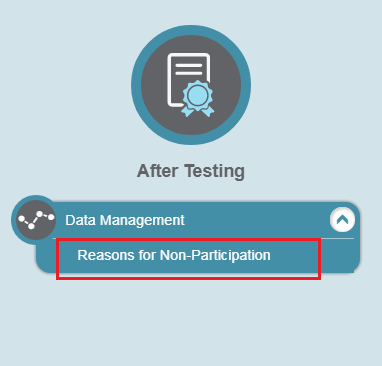 After Testing
Data Management
Reasons for Non-Participation